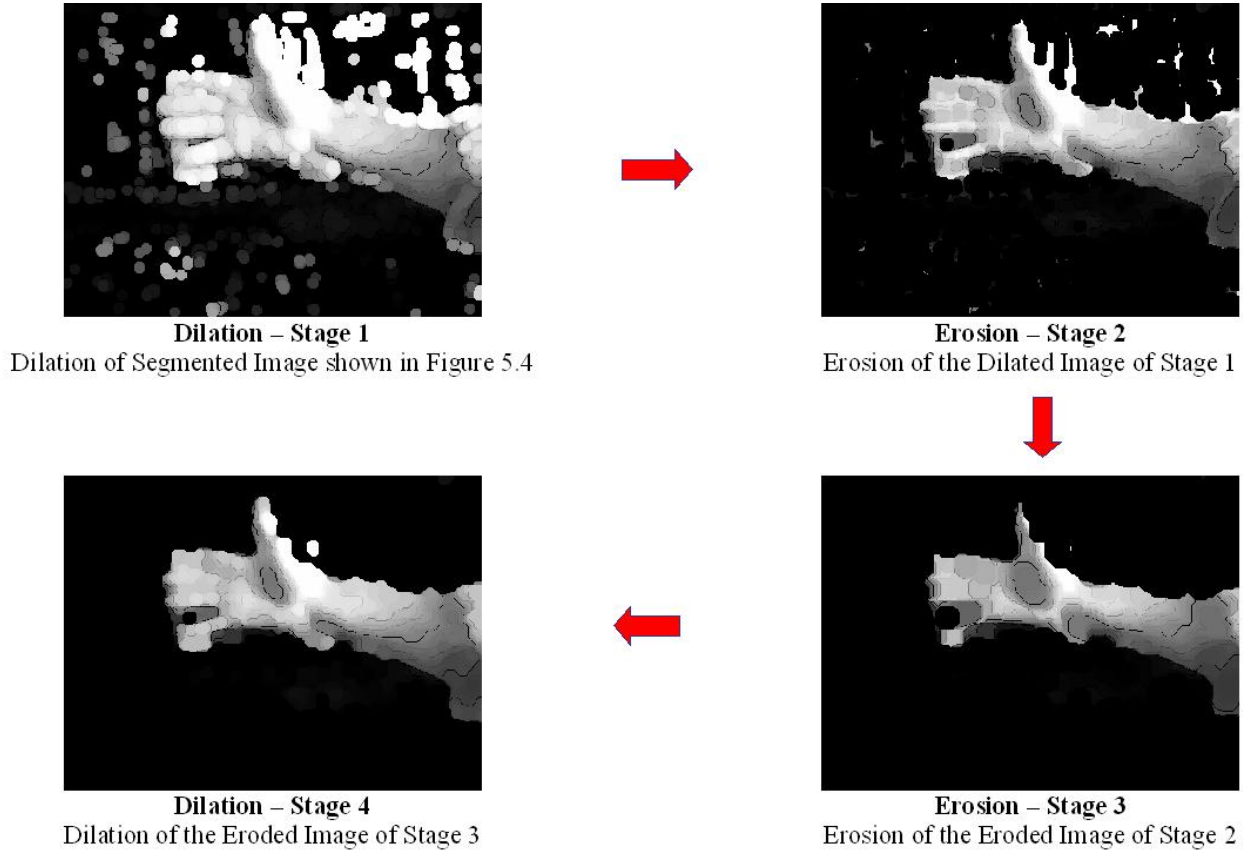 Dilation – Stage 1
Dilation of Segmented Image shown in Figure 5.4
Erosion – Stage 2
Erosion of the Dilated Image of Stage 1
Erosion – Stage 3
Erosion of the Eroded Image of Stage 2
Dilation – Stage 4
Dilation of the Eroded Image of Stage 3